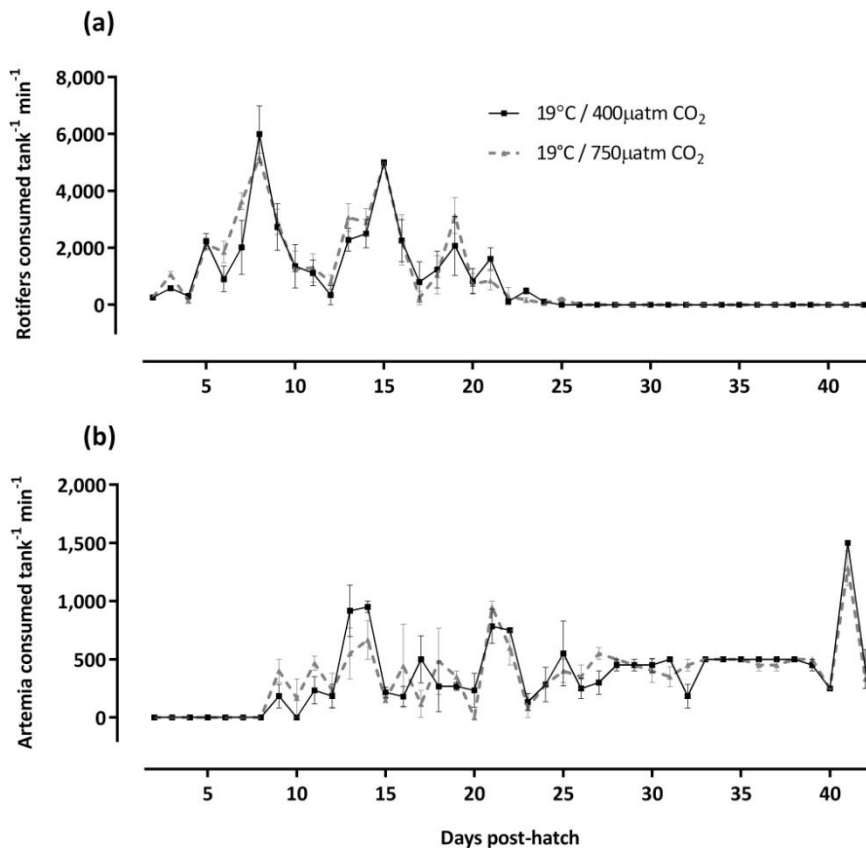 (a)
Rotifers consumed tank⁻¹ min⁻¹
8,000
6,000
4,000
2,000
0
19°C / 400µatm CO₂
19°C / 750µatm CO₂
5 10 15 20 25 30 35 40
(b)
Artemia consumed tank⁻¹ min⁻¹
2,000
1,500
1,000
500
0
5 10 15 20 25 30 35 40
Days post-hatch